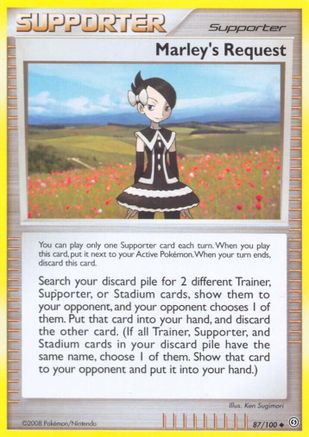 SUPPORTER Supporter
Marley's Request
You can play only one Supporter card each turn. When you play
this card, put it next to your Active Pokémon. When your turn ends,
discard this card.
Search your discard pile for 2 different Trainer,
Supporter, or Stadium cards, show them to
your opponent, and your opponent chooses 1 of
them. Put that card into your hand, and discard
the other card. (If all Trainer, Supporter, and
Stadium cards in your discard pile have the
same name, choose 1 of them. Show that card
to your opponent and put it into your hand.)
Illus. Ken Sugimori
©2008 Pokémon/Nintendo 87/100 ◆